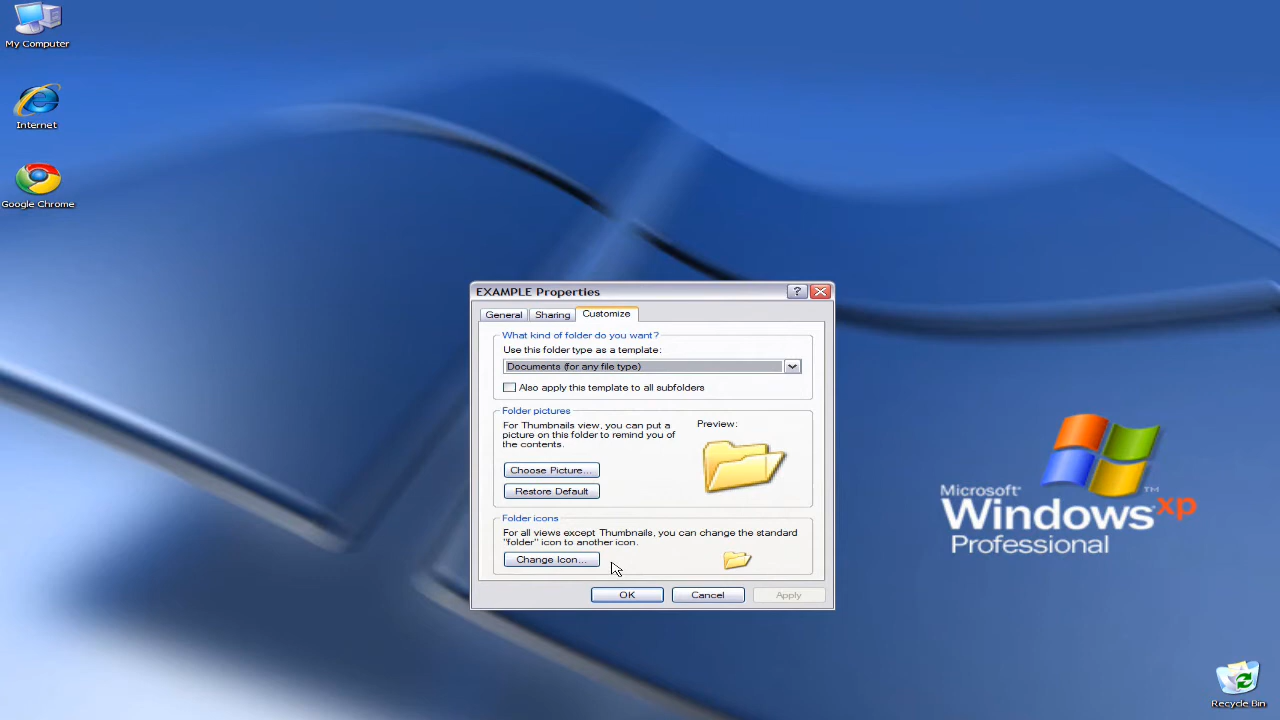 My Computer
Internet
Google Chrome
EXAMPLE Properties
?
General
Sharing
Customize
What kind of folder do you want?
Use this folder type as a template:
Documents (for any file type)
Also apply this template to all subfolders
Folder pictures
For Thumbnails view, you can put a
picture on this folder to remind you of
the contents.
Preview:
Choose Picture...
Restore Default
Folder icons
For all views except Thumbnails, you can change the standard
"folder" icon to another icon.
Change Icon...
OK
Cancel
Apply
TM
Microsoft®
Windows xp
Professional
Recycle Bin